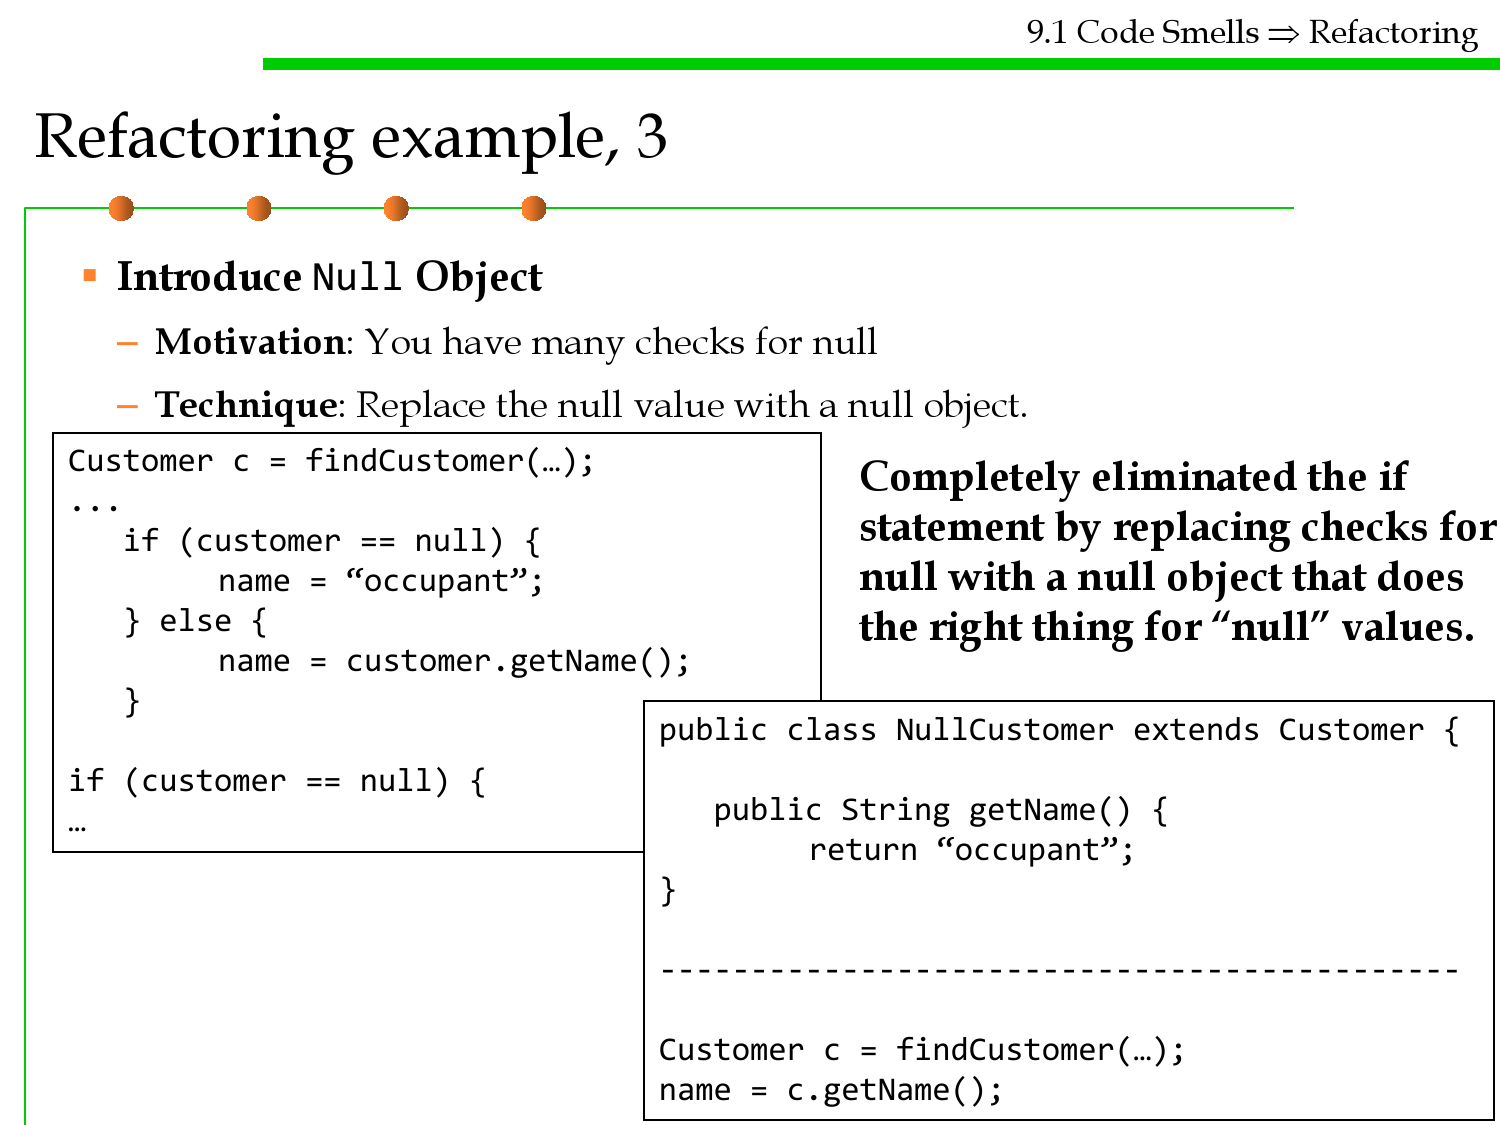 9.1 Code Smells ⇒ Refactoring
Refactoring example, 3
▪ Introduce Null Object
– Motivation: You have many checks for null
– Technique: Replace the null value with a null object.
Customer c = findCustomer(…);
...
if (customer == null) {
name = “occupant”;
} else {
name = customer.getName();
}
if (customer == null) {
…
Completely eliminated the if
statement by replacing checks for
null with a null object that does
the right thing for “null” values.
public class NullCustomer extends Customer {
public String getName() {
return “occupant”;
}
--------------------------------------------
Customer c = findCustomer(…);
name = c.getName();